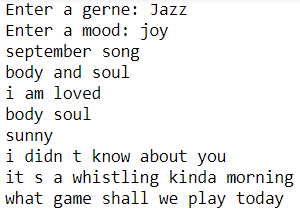 Enter a gerne: Jazz
Enter a mood: joy
september song
body and soul
i am loved
body soul
sunny
i didn t know about you
it s a whistling kinda morning
what game shall we play today